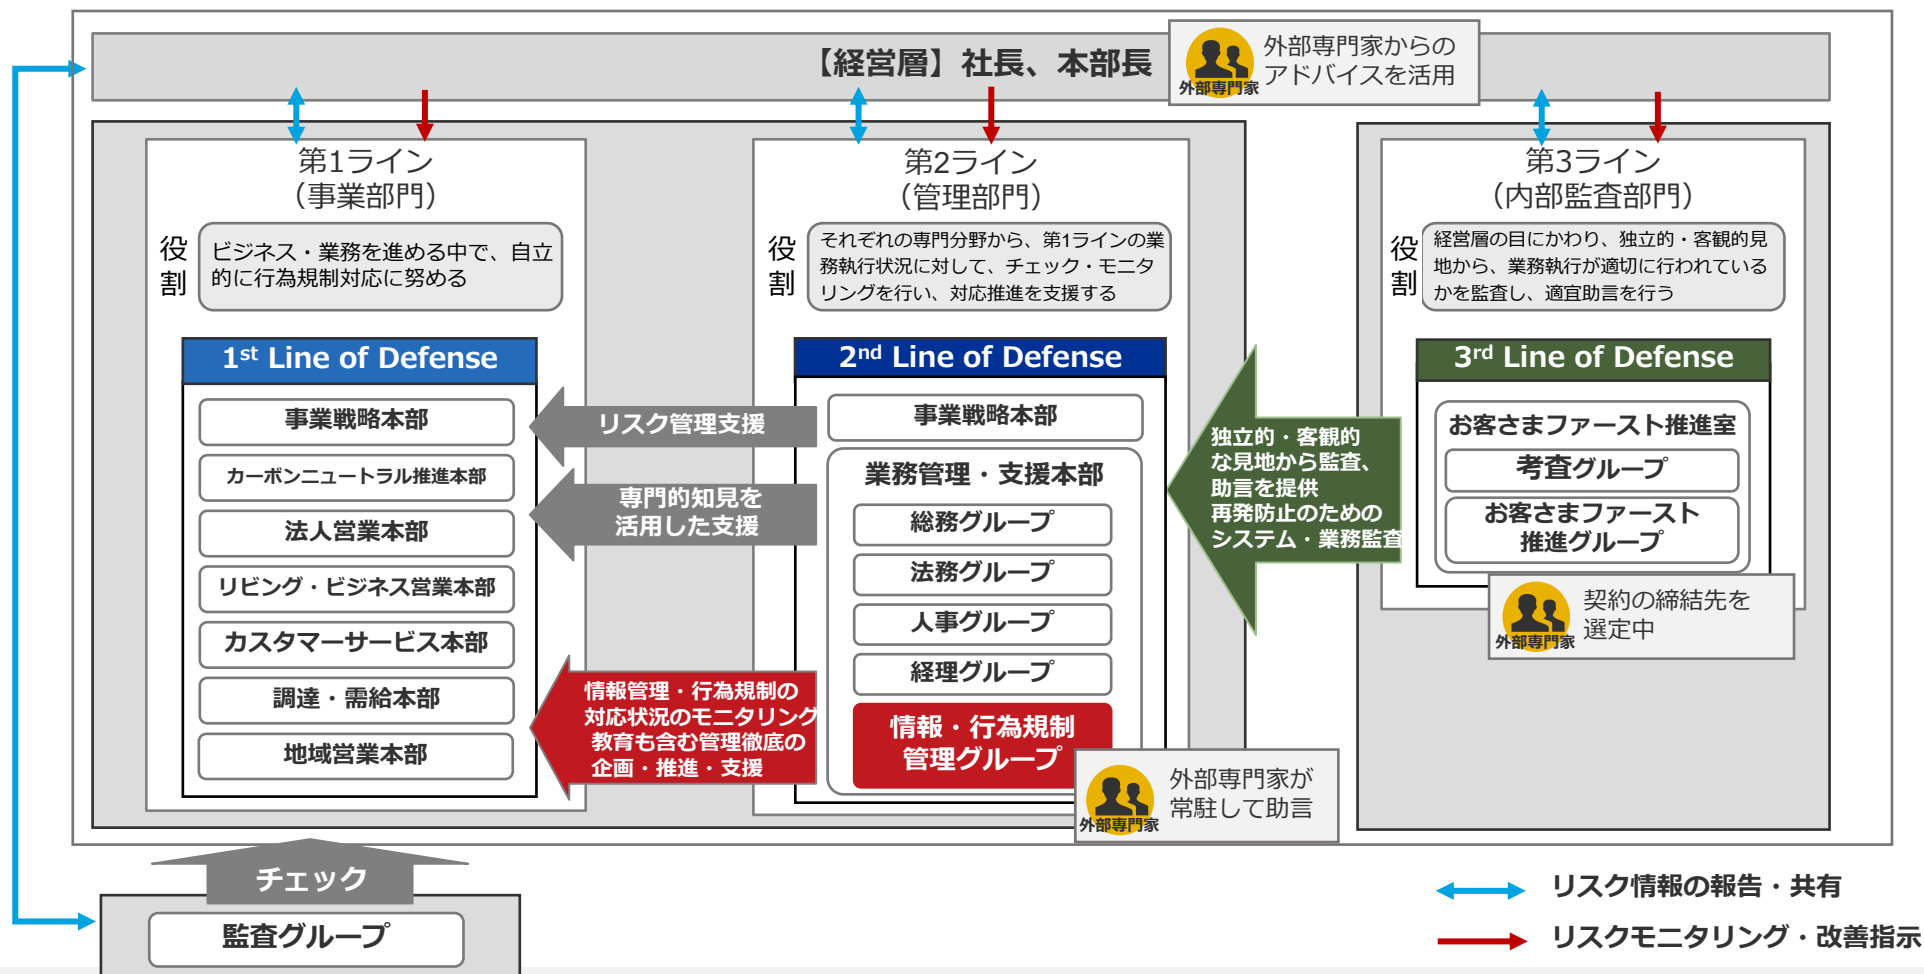 【経営層】社長、本部長
外部専門家
外部専門家からの
アドバイスを活用
第1ライン
（事業部門）
役割
ビジネス・業務を進める中で、自立
的に行為規制対応に努める
1st Line of Defense
事業戦略本部
カーボンニュートラル推進本部
法人営業本部
リビング・ビジネス営業本部
カスタマーサービス本部
調達・需給本部
地域営業本部
リスク管理支援
専門的知見を
活用した支援
情報管理・行為規制の
対応状況のモニタリング
教育も含む管理徹底の
企画・推進・支援
第2ライン
（管理部門）
役割
それぞれの専門分野から、第1ラインの業
務執行状況に対して、チェック・モニタ
リングを行い、対応推進を支援する
2nd Line of Defense
事業戦略本部
業務管理・支援本部
総務グループ
法務グループ
人事グループ
経理グループ
情報・行為規制
管理グループ
外部専門家
外部専門家が
常駐して助言
独立的・客観的
な見地から監査、
助言を提供
再発防止のための
システム・業務監査
第3ライン
（内部監査部門）
役割
経営層の目にかわり、独立的・客観的見
地から、業務執行が適切に行われている
かを監査し、適宜助言を行う
3rd Line of Defense
お客さまファースト推進室
考査グループ
お客さまファースト
推進グループ
外部専門家
契約の締結先を
選定中
チェック
監査グループ
リスク情報の報告・共有
リスクモニタリング・改善指示